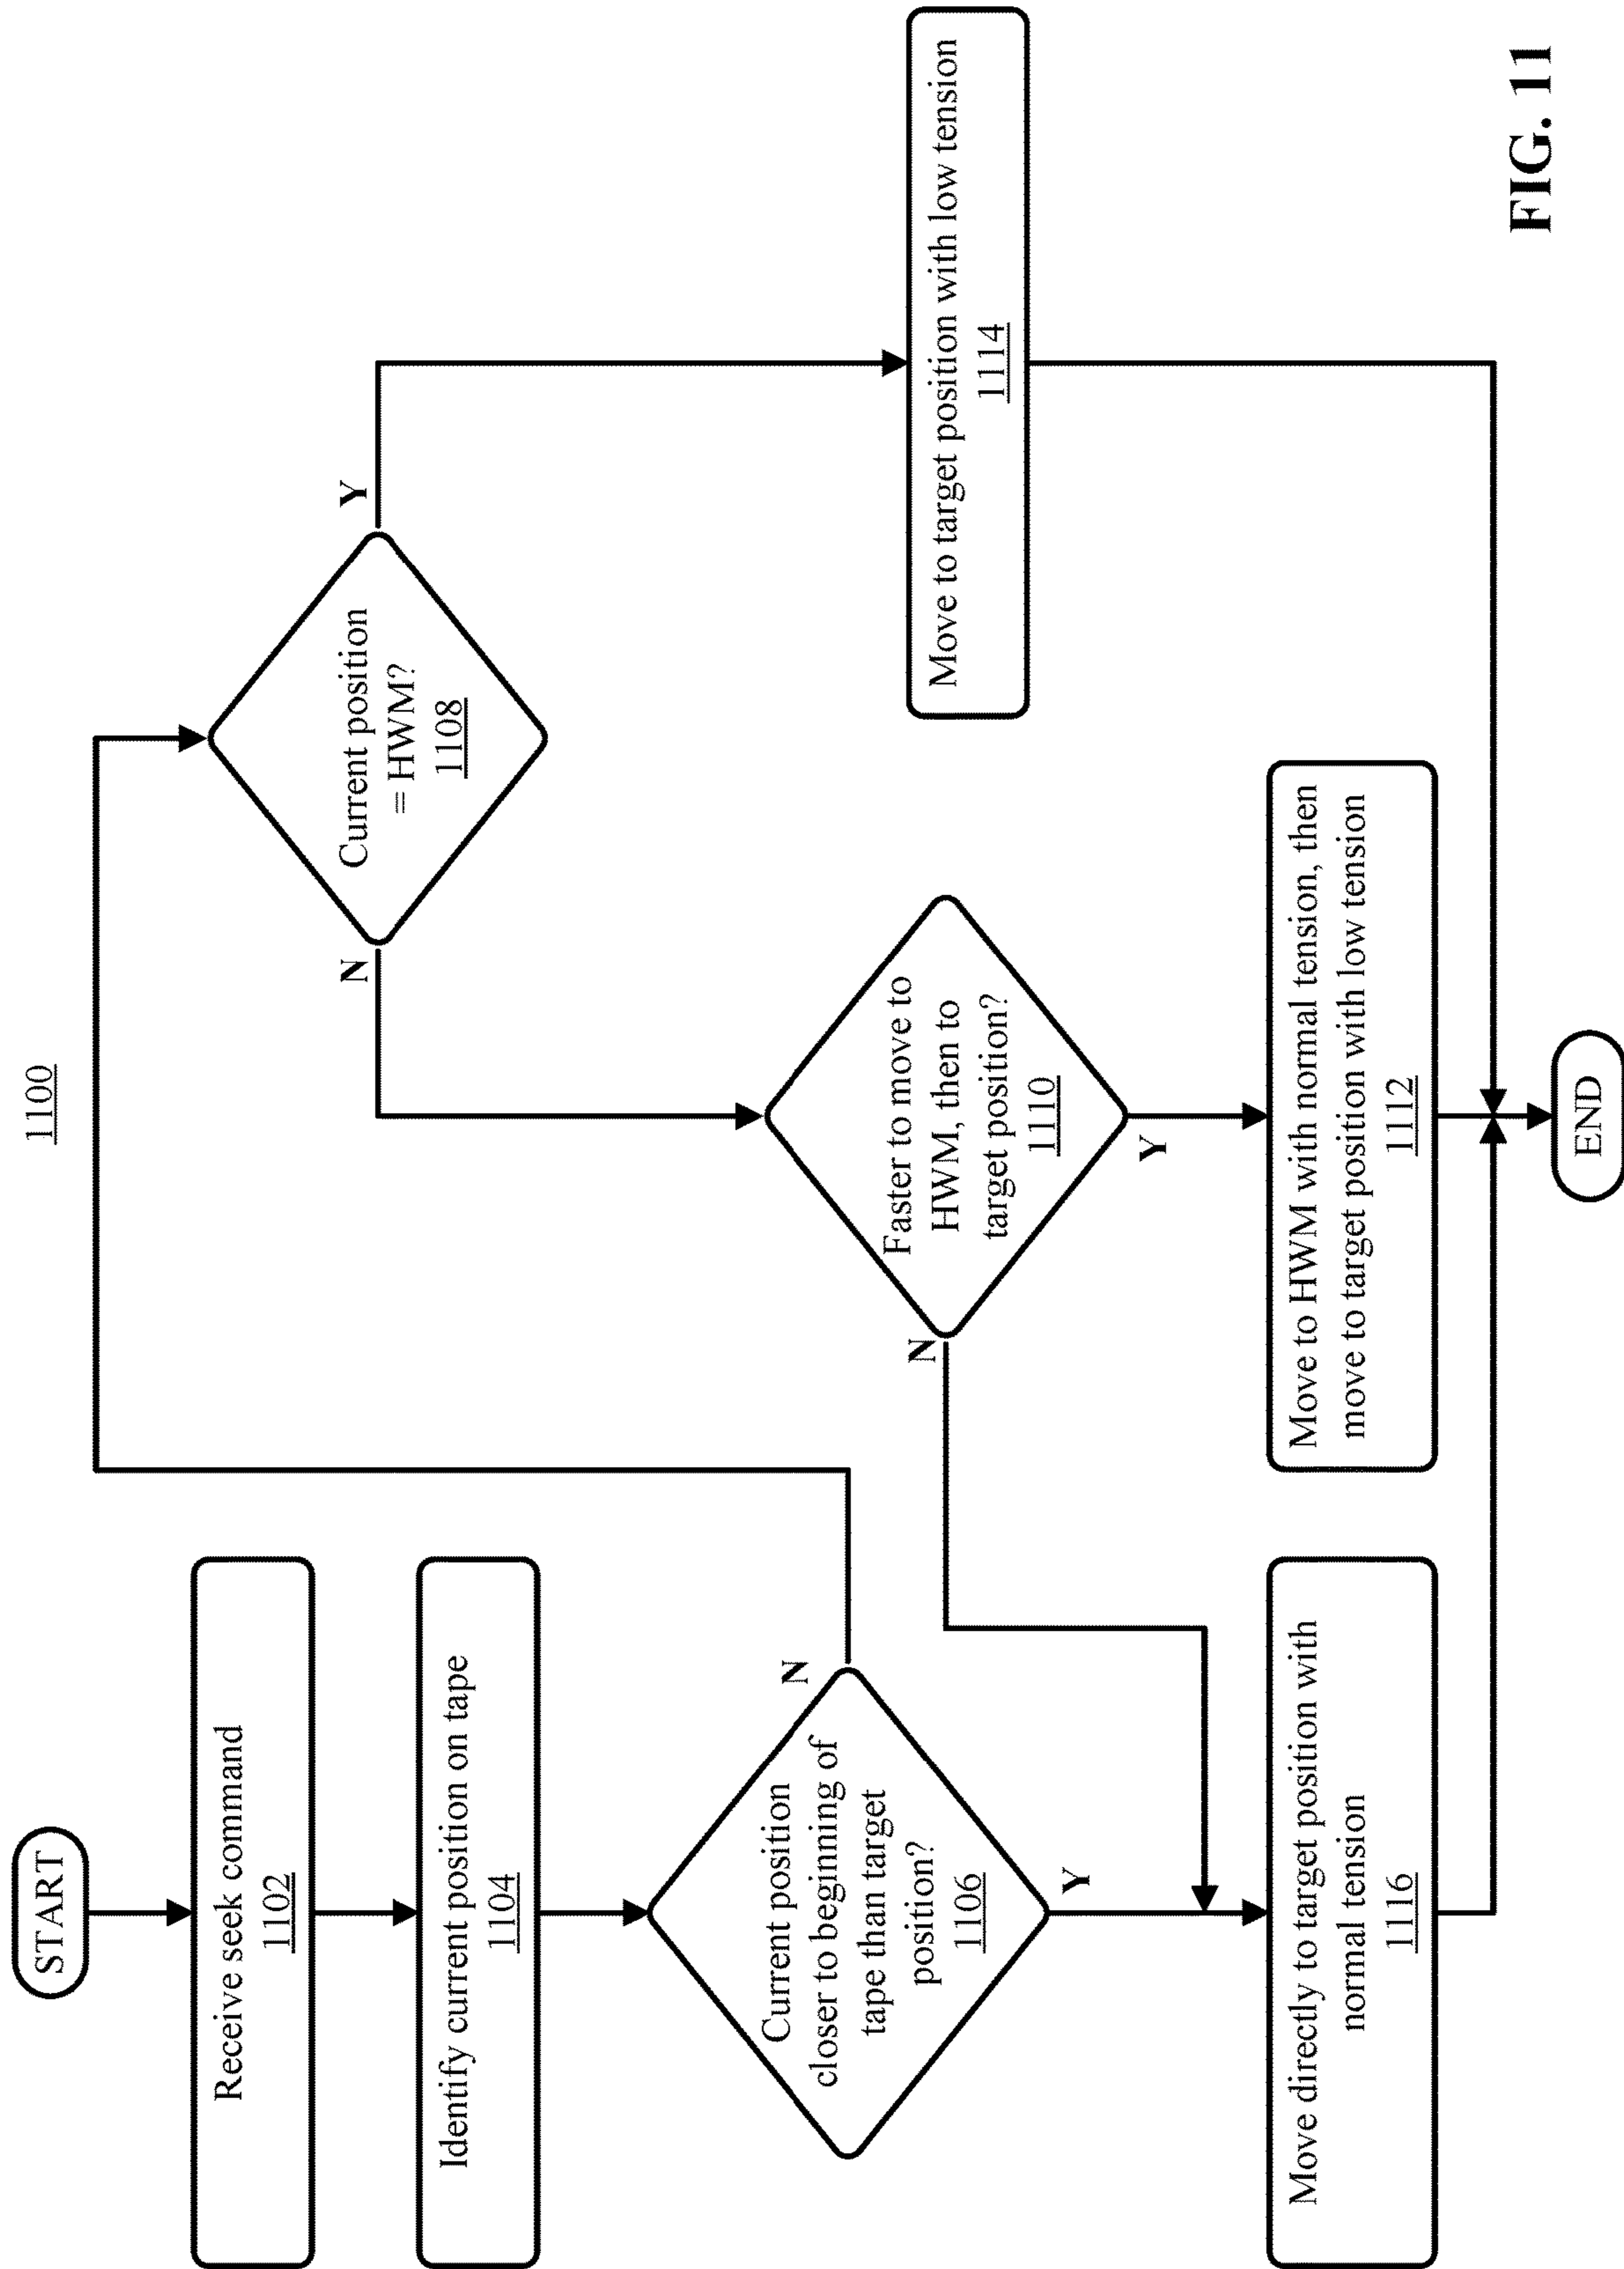 1100
START
Receive seek command
1102
Identify current position on tape
1104
Current position
closer to beginning of
tape than target
position?
1106
N
Y
Current position
= HWM?
1108
N
Y
Faster to move to
HWM, then to
target position?
1110
N
Y
Move to target position with low tension
1114
Move directly to target position with
normal tension
1116
Move to HWM with normal tension, then
move to target position with low tension
1112
END
FIG. 11